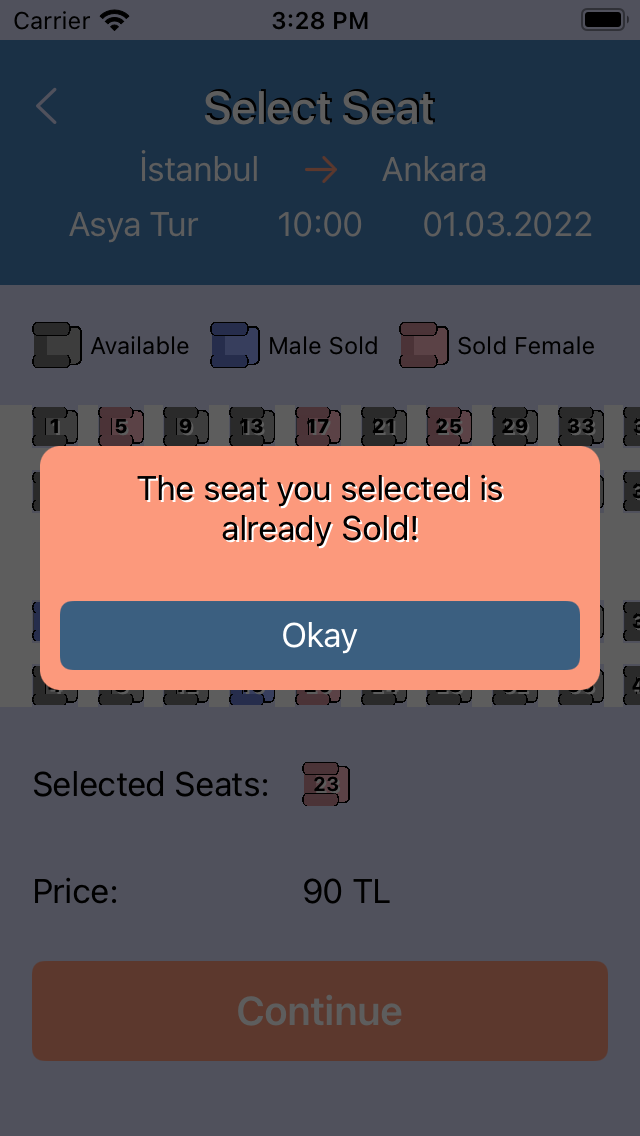 Carrier 3:28 PM
Select Seat
İstanbul → Ankara
Asya Tur 10:00 01.03.2022
Available Male Sold Sold Female
1 5 9 13 17 21 25 29 33
The seat you selected is
already Sold!
Okay
Selected Seats: 23
Price: 90 TL
Continue